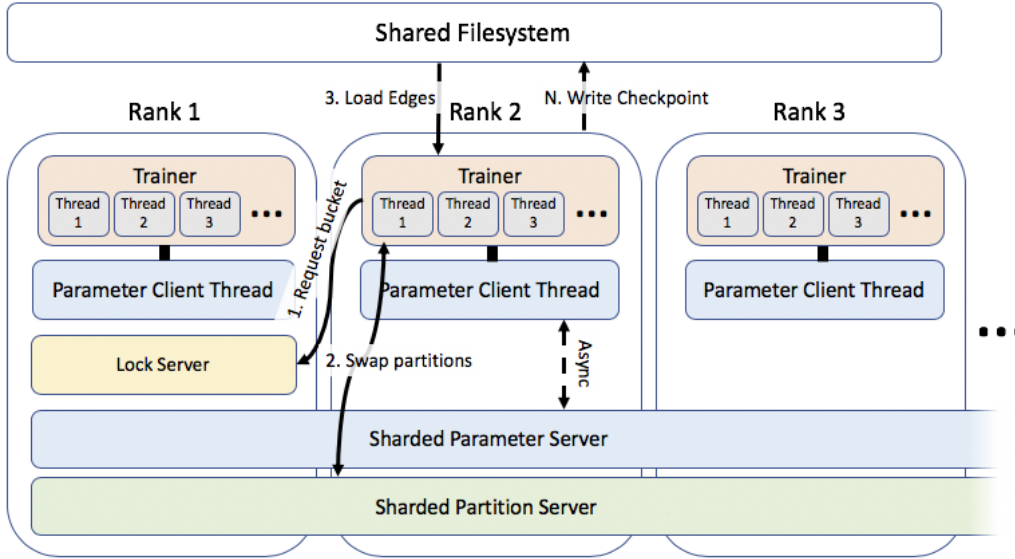 Shared Filesystem
3. Load Edges
N. Write Checkpoint
Rank 1
Rank 2
Rank 3
Trainer
Thread 1
Thread 2
Thread 3
...
Trainer
Thread 1
Thread 2
Thread 3
...
Trainer
Thread 1
Thread 2
Thread 3
...
1. Request bucket
Parameter Client Thread
Parameter Client Thread
Parameter Client Thread
...
Lock Server
2. Swap partitions
Async
Sharded Parameter Server
Sharded Partition Server